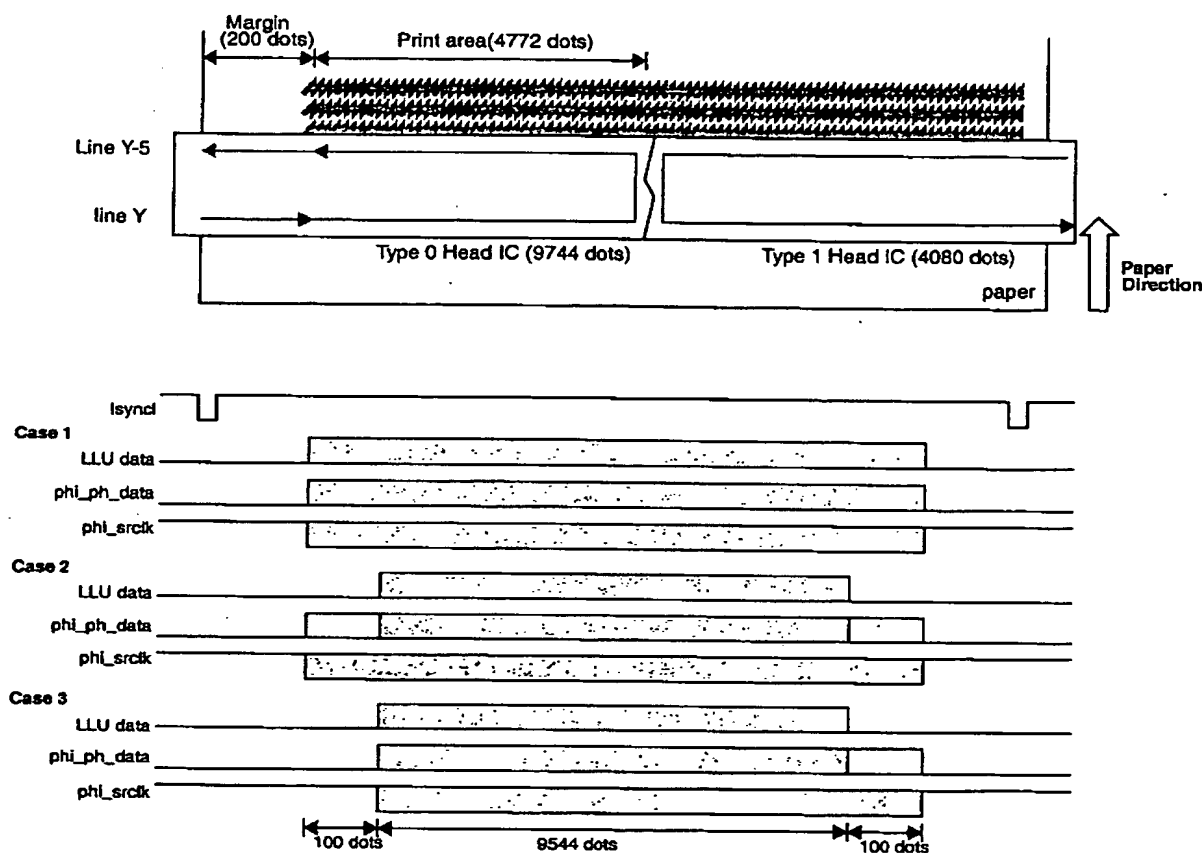 Margin
(200 dots)
Print area(4772 dots)
Line Y-5
line Y
Type 0 Head IC (9744 dots)
Type 1 Head IC (4080 dots)
Paper
Direction
paper
lsyncl
Case 1
LLU data
phi_ph_data
phi_srclk
Case 2
LLU data
phi_ph_data
phi_srclk
Case 3
LLU data
phi_ph_data
phi_srclk
100 dots
9544 dots
100 dots